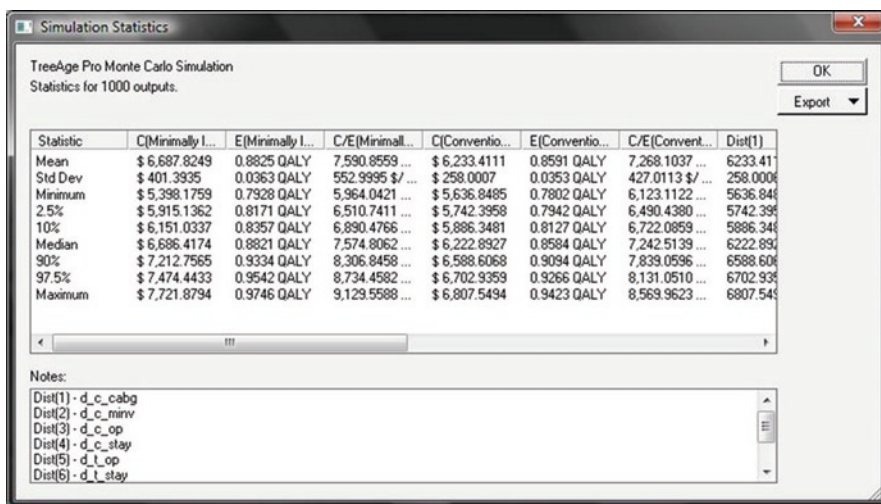 Simulation Statistics
TreeAge Pro Monte Carlo Simulation
Statistics for 1000 outputs.
OK
Export
Statistic C(Minimally I... E(Minimally I... C/E(Minimall... C(Conventio... E(Conventio... C/E(Convent... Dist(1)
Mean $ 6,687.8249 0.8825 QALY 7,590.8559 ... $ 6,233.4111 0.8591 QALY 7,268.1037 ... 6233.41
Std Dev $ 401.3935 0.0363 QALY 552.9995 $/ ... $ 258.0007 0.0353 QALY 427.0113 $/ ... 258.000
Minimum $ 5,398.1759 0.7928 QALY 5,964.0421 ... $ 5,636.8485 0.7802 QALY 6,123.1122 ... 5636.848
2.5% $ 5,915.1362 0.8171 QALY 6,510.7411 ... $ 5,742.3958 0.7942 QALY 6,490.4380 ... 5742.395
10% $ 6,151.0337 0.8357 QALY 6,890.4766 ... $ 5,886.3481 0.8127 QALY 6,722.0859 ... 5886.348
Median $ 6,686.4174 0.8821 QALY 7,574.8062 ... $ 6,222.8927 0.8584 QALY 7,242.5139 ... 6222.892
90% $ 7,212.7565 0.9334 QALY 8,306.8458 ... $ 6,588.6068 0.9094 QALY 7,839.0596 ... 6588.606
97.5% $ 7,474.4433 0.9542 QALY 8,734.4582 ... $ 6,702.9359 0.9266 QALY 8,131.0510 ... 6702.935
Maximum $ 7,721.8794 0.9746 QALY 9,129.5588 ... $ 6,807.5494 0.9423 QALY 8,569.9623 ... 6807.549
Notes:
Dist(1) - d_c_cabg
Dist(2) - d_c_minv
Dist(3) - d_c_op
Dist(4) - d_c_stay
Dist(5) - d_t_op
Dist(6) - d_t_stay